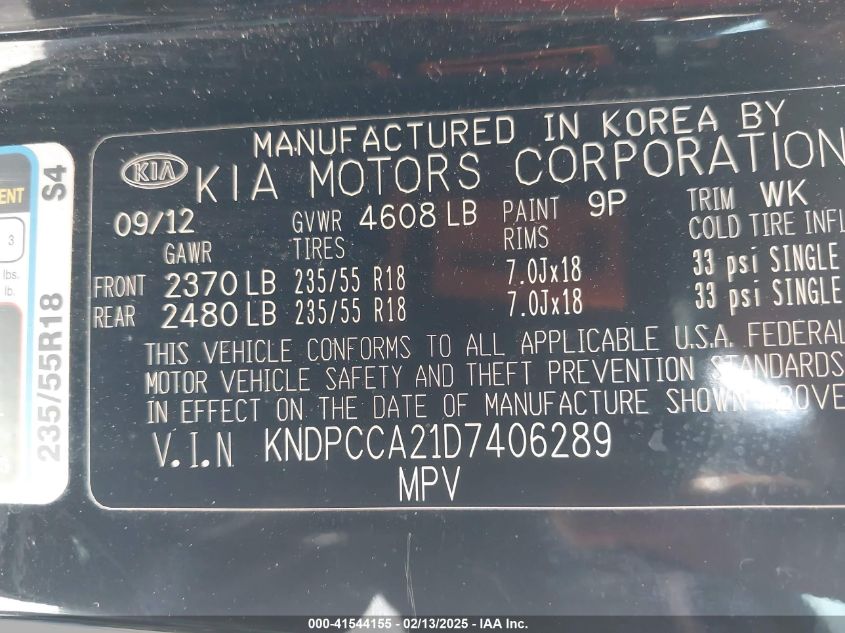 MANUFACTURED IN KOREA BY
KIA KIA MOTORS CORPORATION
09/12 GVWR 4608 LB PAINT 9P TRIM WK
GAWR TIRES RIMS COLD TIRE INFL
FRONT 2370 LB 235/55 R18 7.0Jx18 33 psi SINGLE
REAR 2480 LB 235/55 R18 7.0Jx18 33 psi SINGLE
THIS VEHICLE CONFORMS TO ALL APPLICABLE U.S.A. FEDERAL
MOTOR VEHICLE SAFETY AND THEFT PREVENTION STANDARDS
IN EFFECT ON THE DATE OF MANUFACTURE SHOWN ABOVE
V.I.N KNDPCCA21D7406289
MPV
235/55R18 S4
3
lbs.
lb.
000-41544155 - 02/13/2025 - IAA Inc.